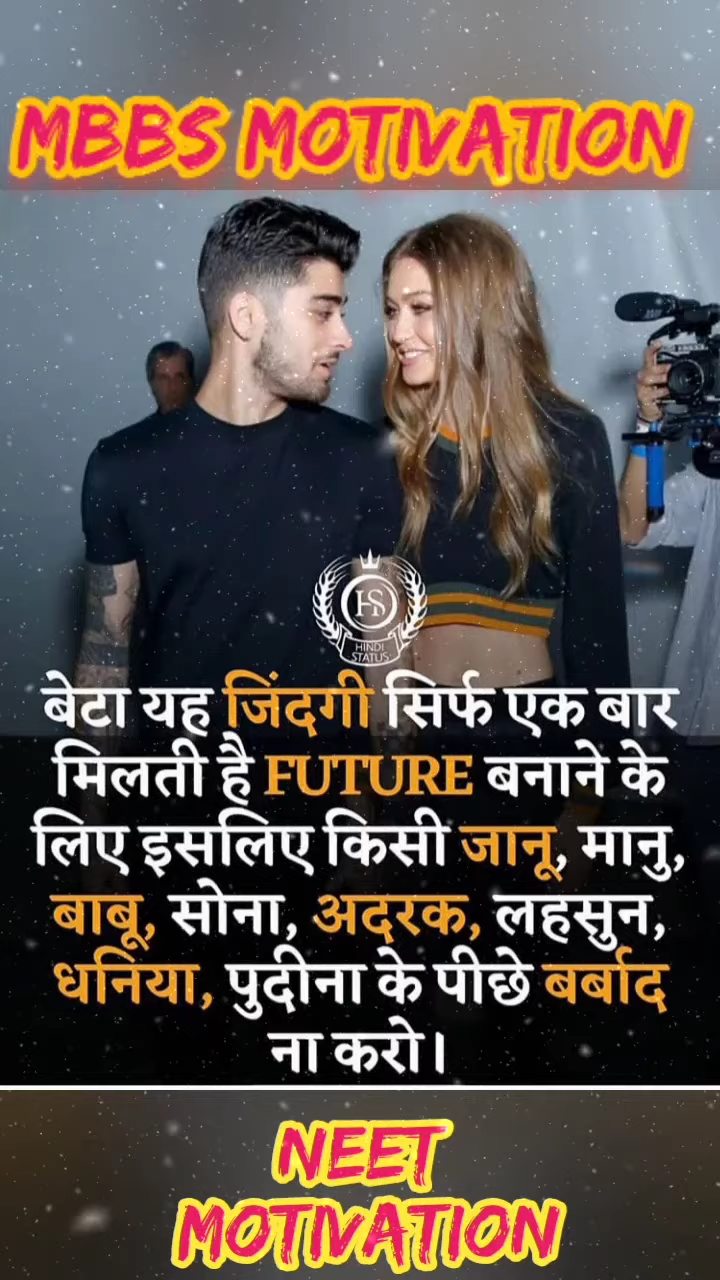 MBBS MOTIVATION
HS
HINDI
STATUS
बेटा यह जिंदगी सिर्फ एक बार
मिलती है FUTURE बनाने के
लिए इसलिए किसी जानू, मानु,
बाबू, सोना, अदरक, लहसुन,
धनिया, पुदीना के पीछे बर्बाद
ना करो।
NEET
MOTIVATION